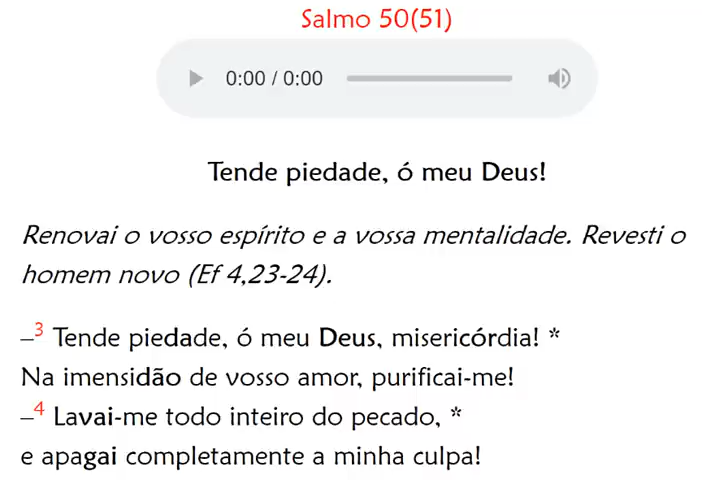 Salmo 50(51)
0:00 / 0:00
Tende piedade, ó meu Deus!
Renovai o vosso espírito e a vossa mentalidade. Revesti o
homem novo (Ef 4,23-24).
–3 Tende piedade, ó meu Deus, misericórdia! *
Na imensidão de vosso amor, purificai-me!
–4 Lavai-me todo inteiro do pecado, *
e apagai completamente a minha culpa!